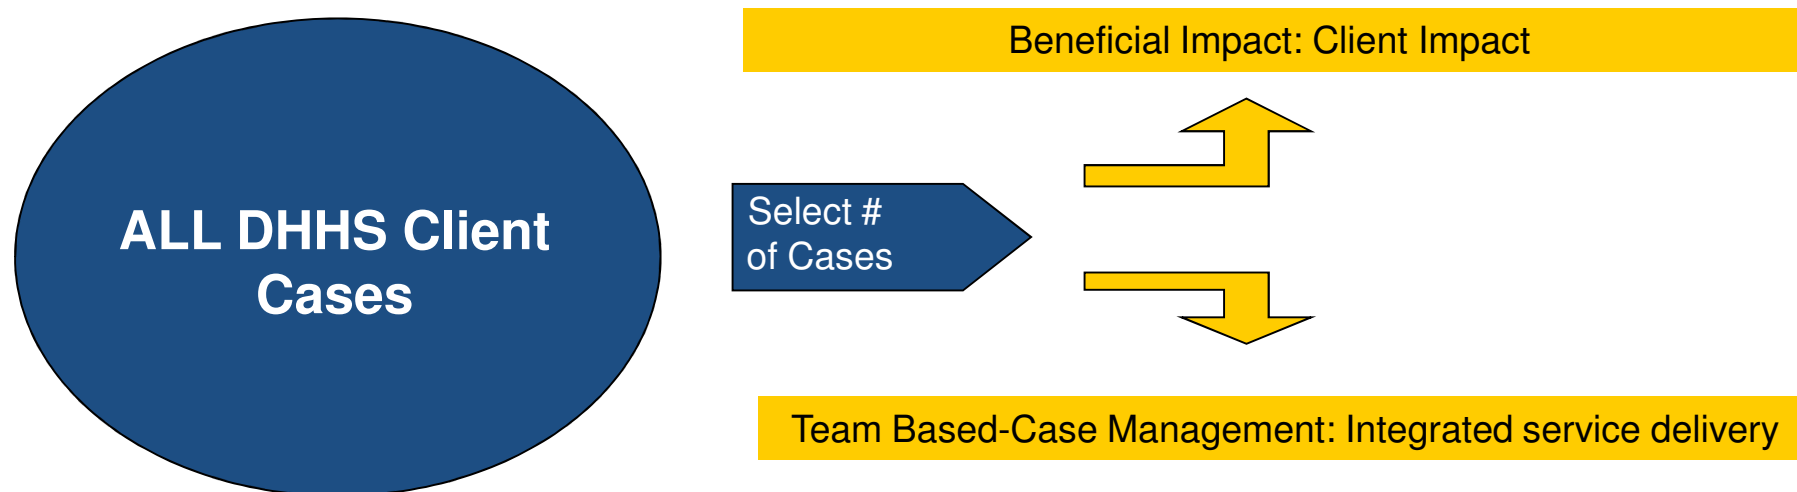 Beneficial Impact: Client Impact
ALL DHHS Client
Cases
Select #
of Cases
Team Based-Case Management: Integrated service delivery